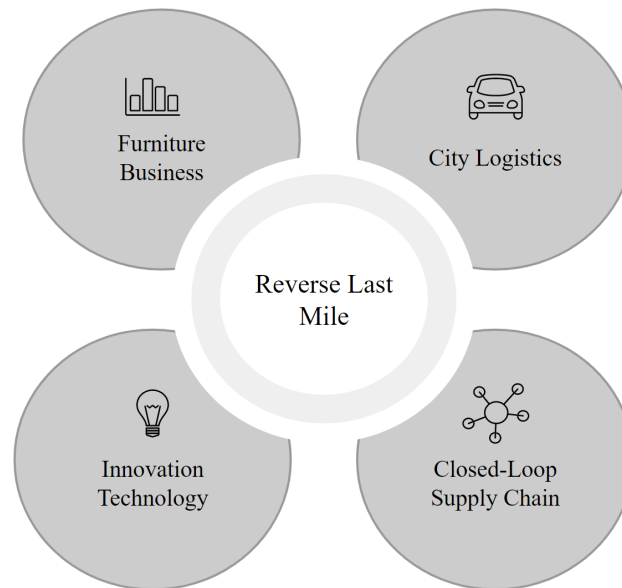 Furniture
Business
City Logistics
Reverse Last
Mile
Innovation
Technology
Closed-Loop
Supply Chain